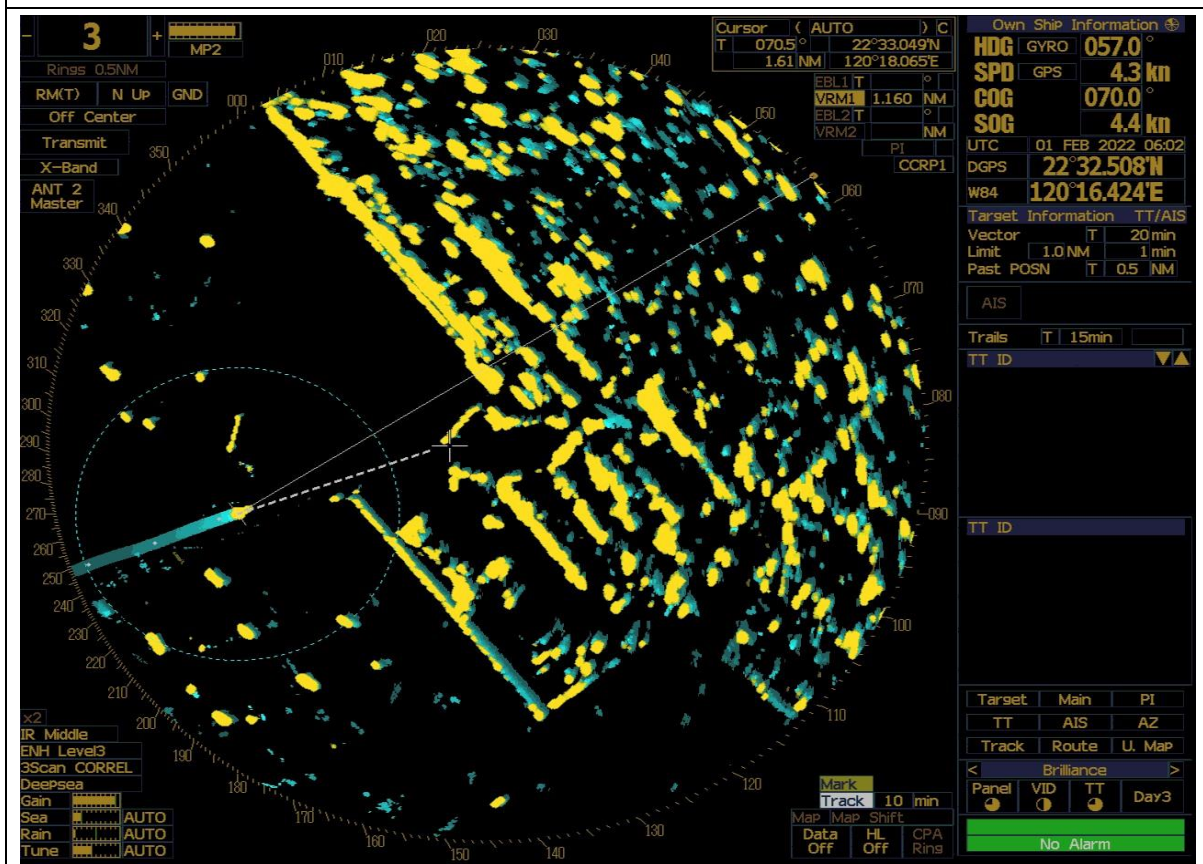 - 3 +
MP2
Rings 0.5NM
RM(T) N Up GND
Off Center
Transmit
X-Band
ANT 2
Master
Cursor ( AUTO ) C
T 070.5 ° 22°33.049'N
1.61 NM 120°18.065'E
EBL1 T °
VRM1 1.160 NM
EBL2 T °
VRM2 NM
PI
CCRP1
000
010
020
030
040
050
060
070
080
090
100
110
120
130
140
150
160
170
180
190
200
210
220
230
240
250
260
270
280
290
300
310
320
330
340
350
x2
IR Middle
ENH Level3
3Scan CORREL
Deepsea
Gain
Sea AUTO
Rain AUTO
Tune AUTO
Mark
Track 10 min
Map Map Shift
Data HL CPA
Off Off Ring
Own Ship Information
HDG GYRO 057.0 °
SPD GPS 4.3 kn
COG 070.0 °
SOG 4.4 kn
UTC 01 FEB 2022 06:02
DGPS 22°32.508'N
W84 120°16.424'E
Target Information TT/AIS
Vector T 20 min
Limit 1.0 NM 1 min
Past POSN T 0.5 NM
AIS
Trails T 15min
TT ID
TT ID
Target Main PI
TT AIS AZ
Track Route U. Map
< Brilliance >
Panel VID TT Day3
No Alarm